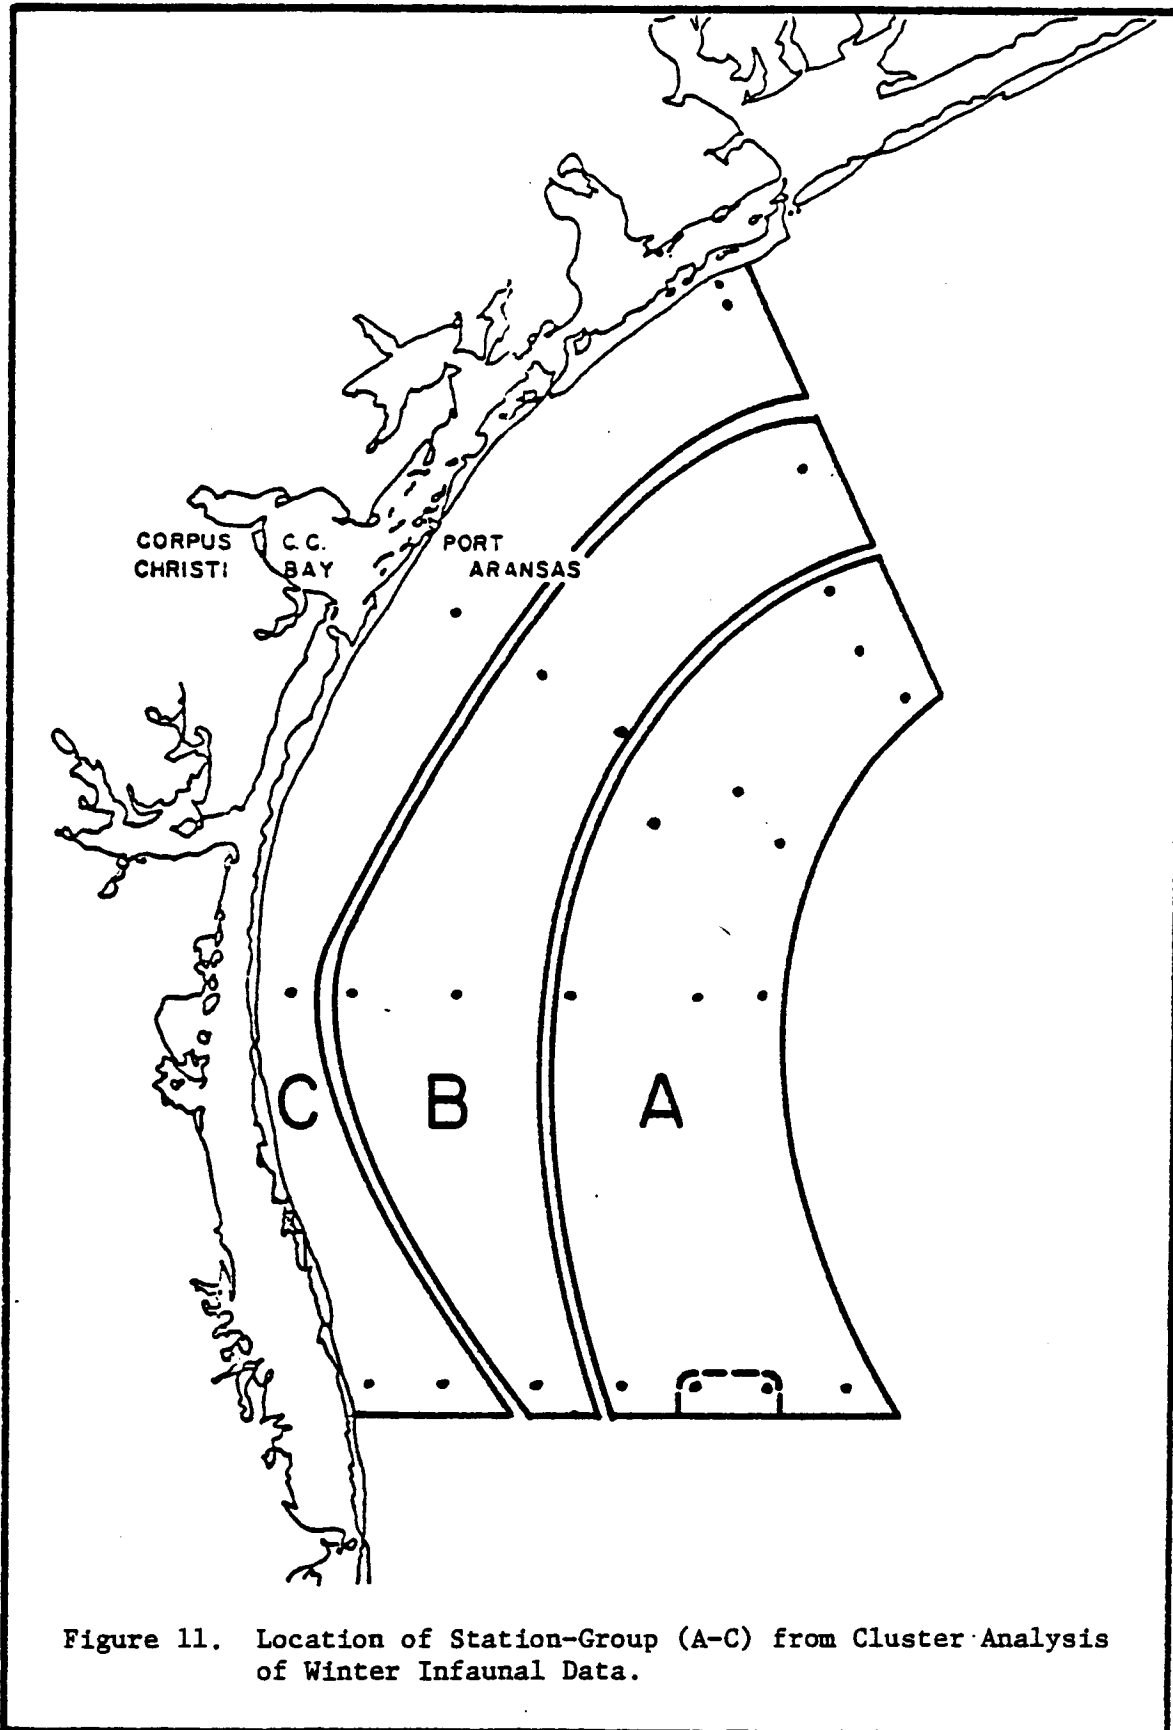 CORPUS CHRISTI
C. C. BAY
PORT ARANSAS
C
B
A
Figure 11. Location of Station-Group (A-C) from Cluster Analysis
of Winter Infaunal Data.